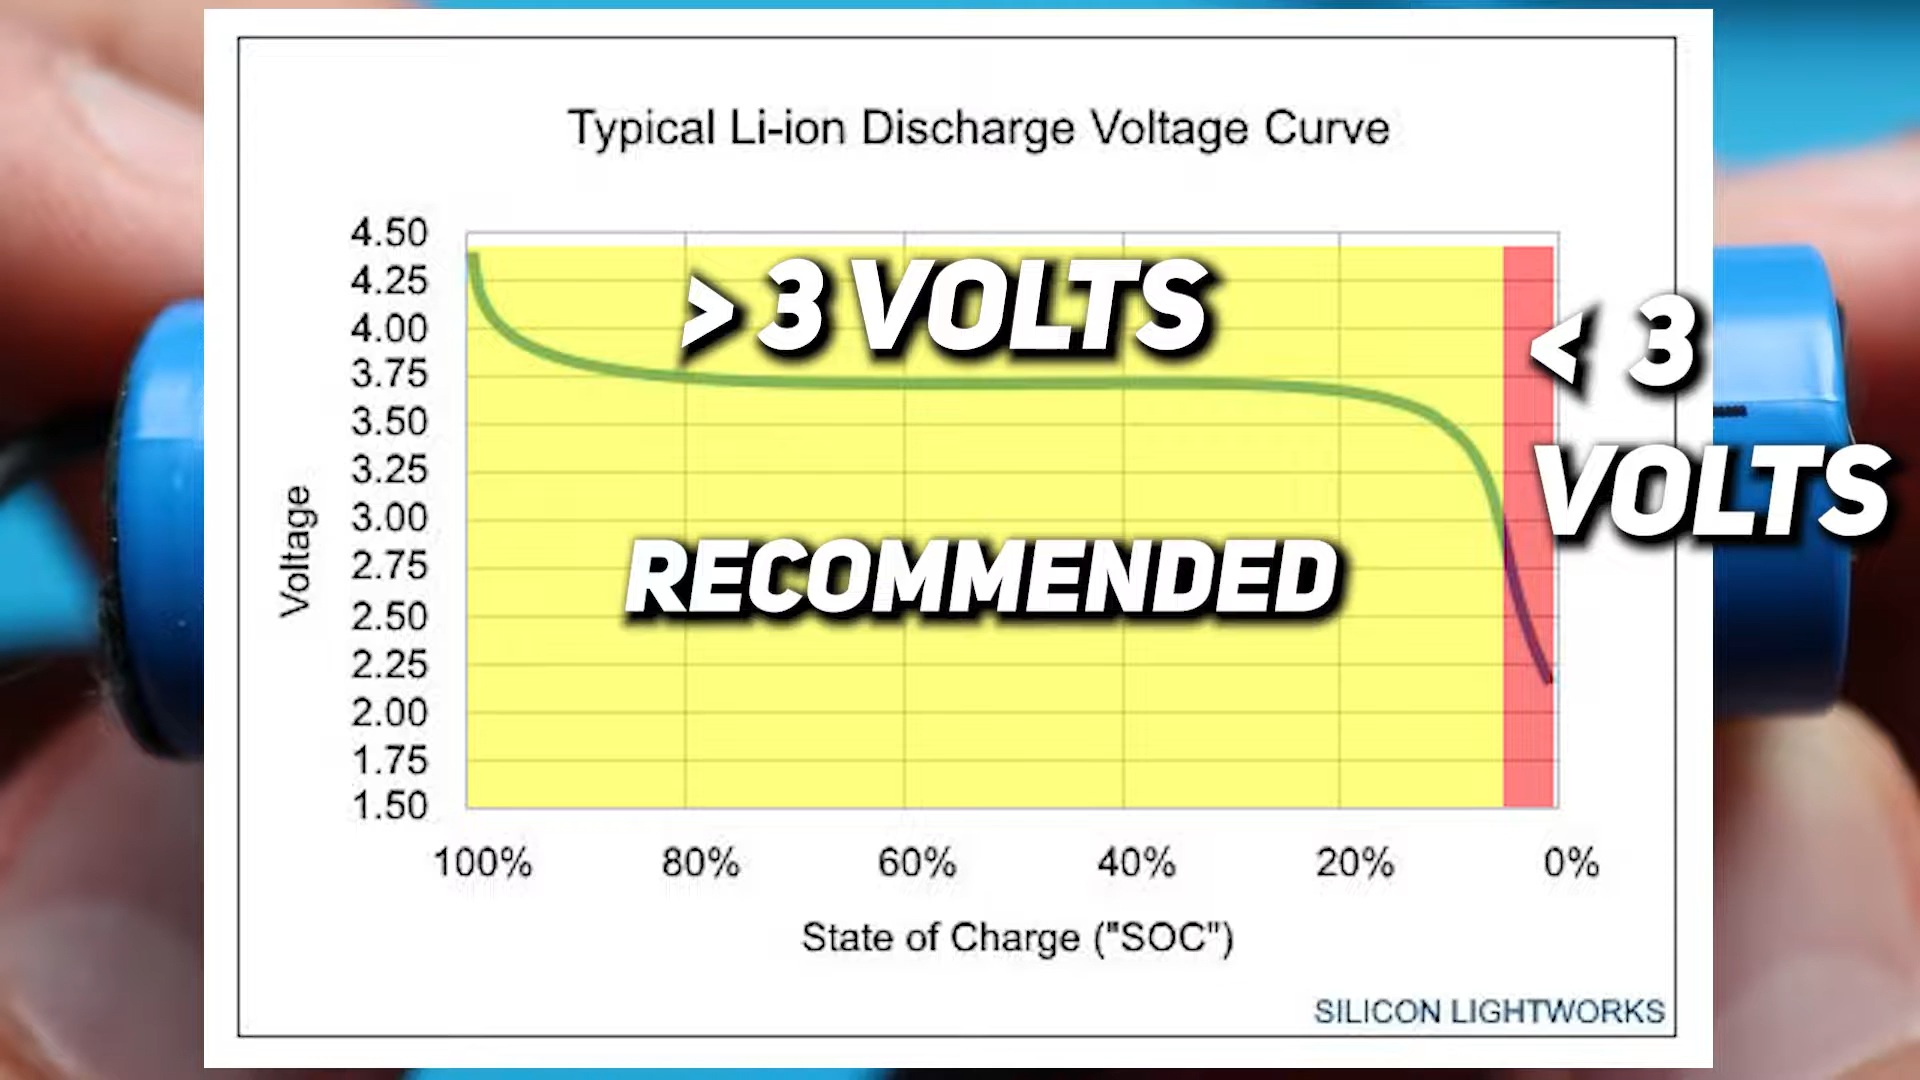 Typical Li-ion Discharge Voltage Curve
4.50
4.25
4.00
3.75
3.50
3.25
3.00
2.75
2.50
2.25
2.00
1.75
1.50
Voltage
> 3 VOLTS
RECOMMENDED
< 3
VOLTS
100% 80% 60% 40% 20% 0%
State of Charge ("SOC")
SILICON LIGHTWORKS